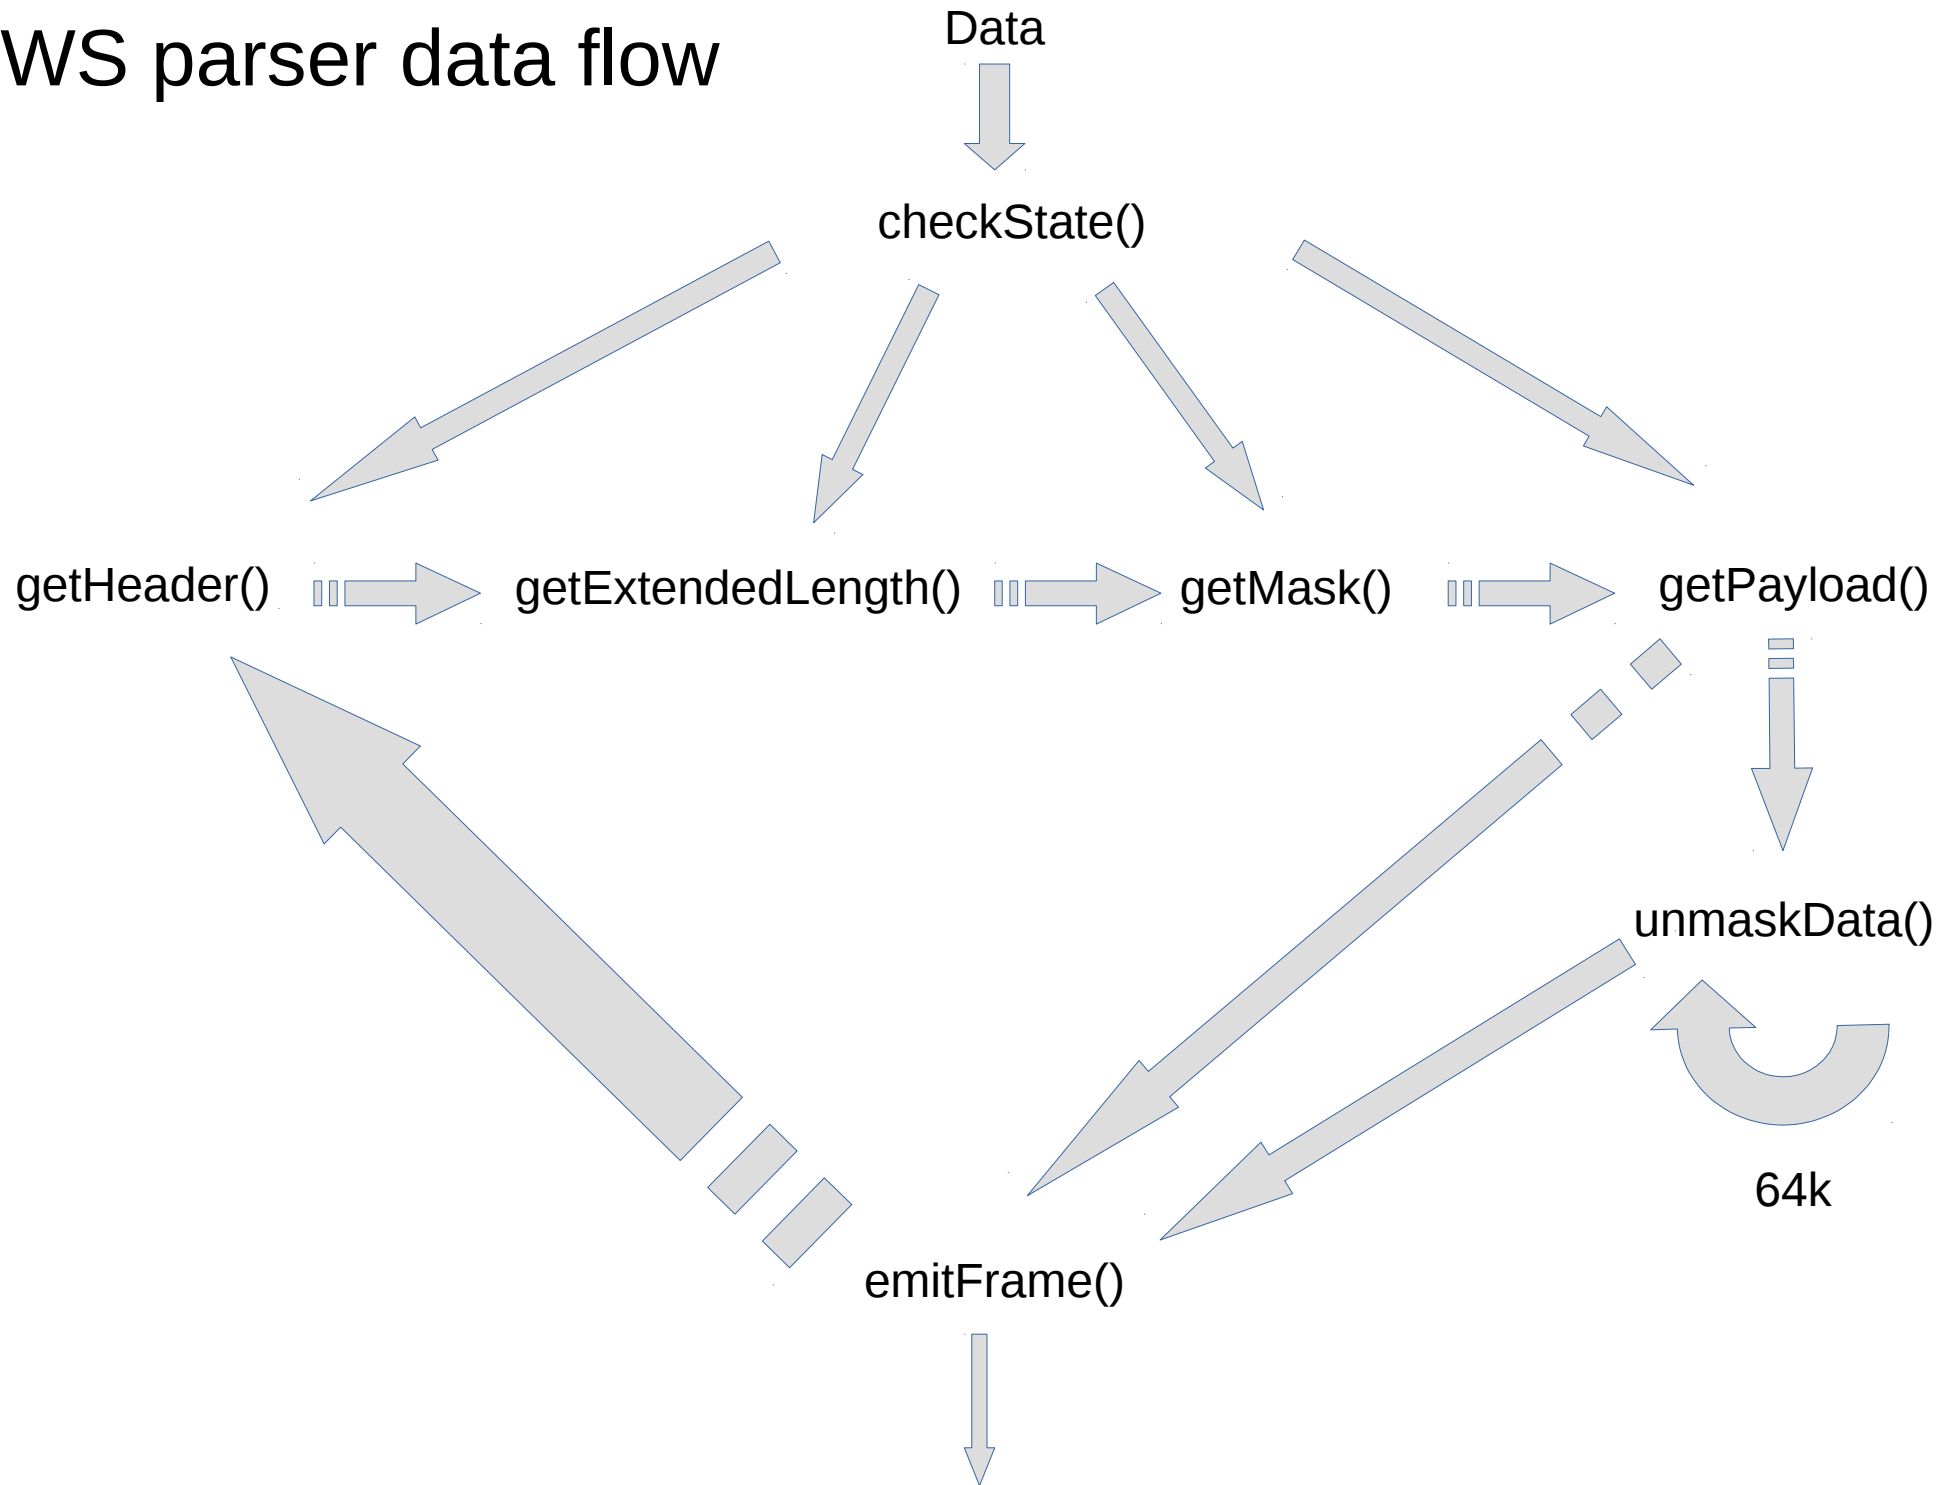 WS parser data flow
Data
checkState()
getHeader()
getExtendedLength()
getMask()
getPayload()
unmaskData()
64k
emitFrame()